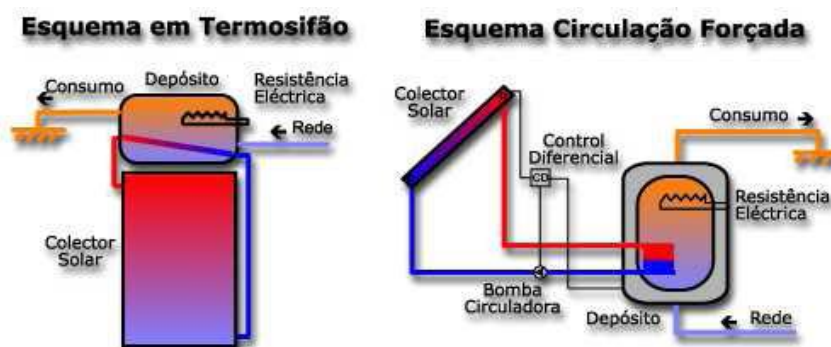 Esquema em Termosifão
Consumo
Depósito
Resistência
Eléctrica
Rede
Colector
Solar
Esquema Circulação Forçada
Colector
Solar
Control
Diferencial
CD
Consumo
Resistência
Eléctrica
Bomba
Circuladora
Depósito
Rede